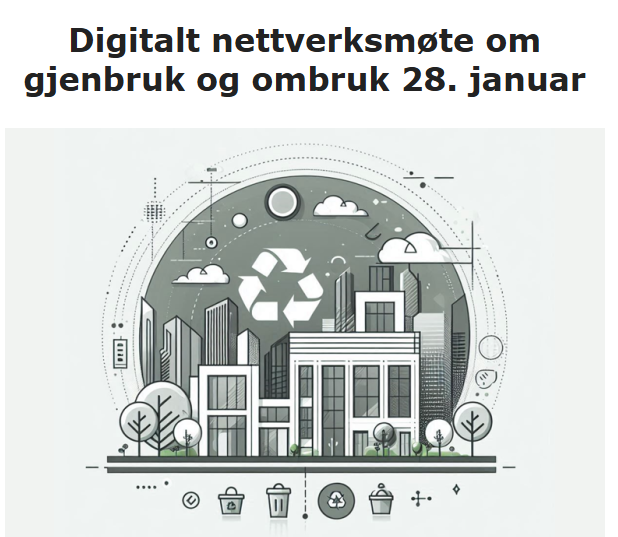 Digitalt nettverksmøte om
gjenbruk og ombruk 28. januar